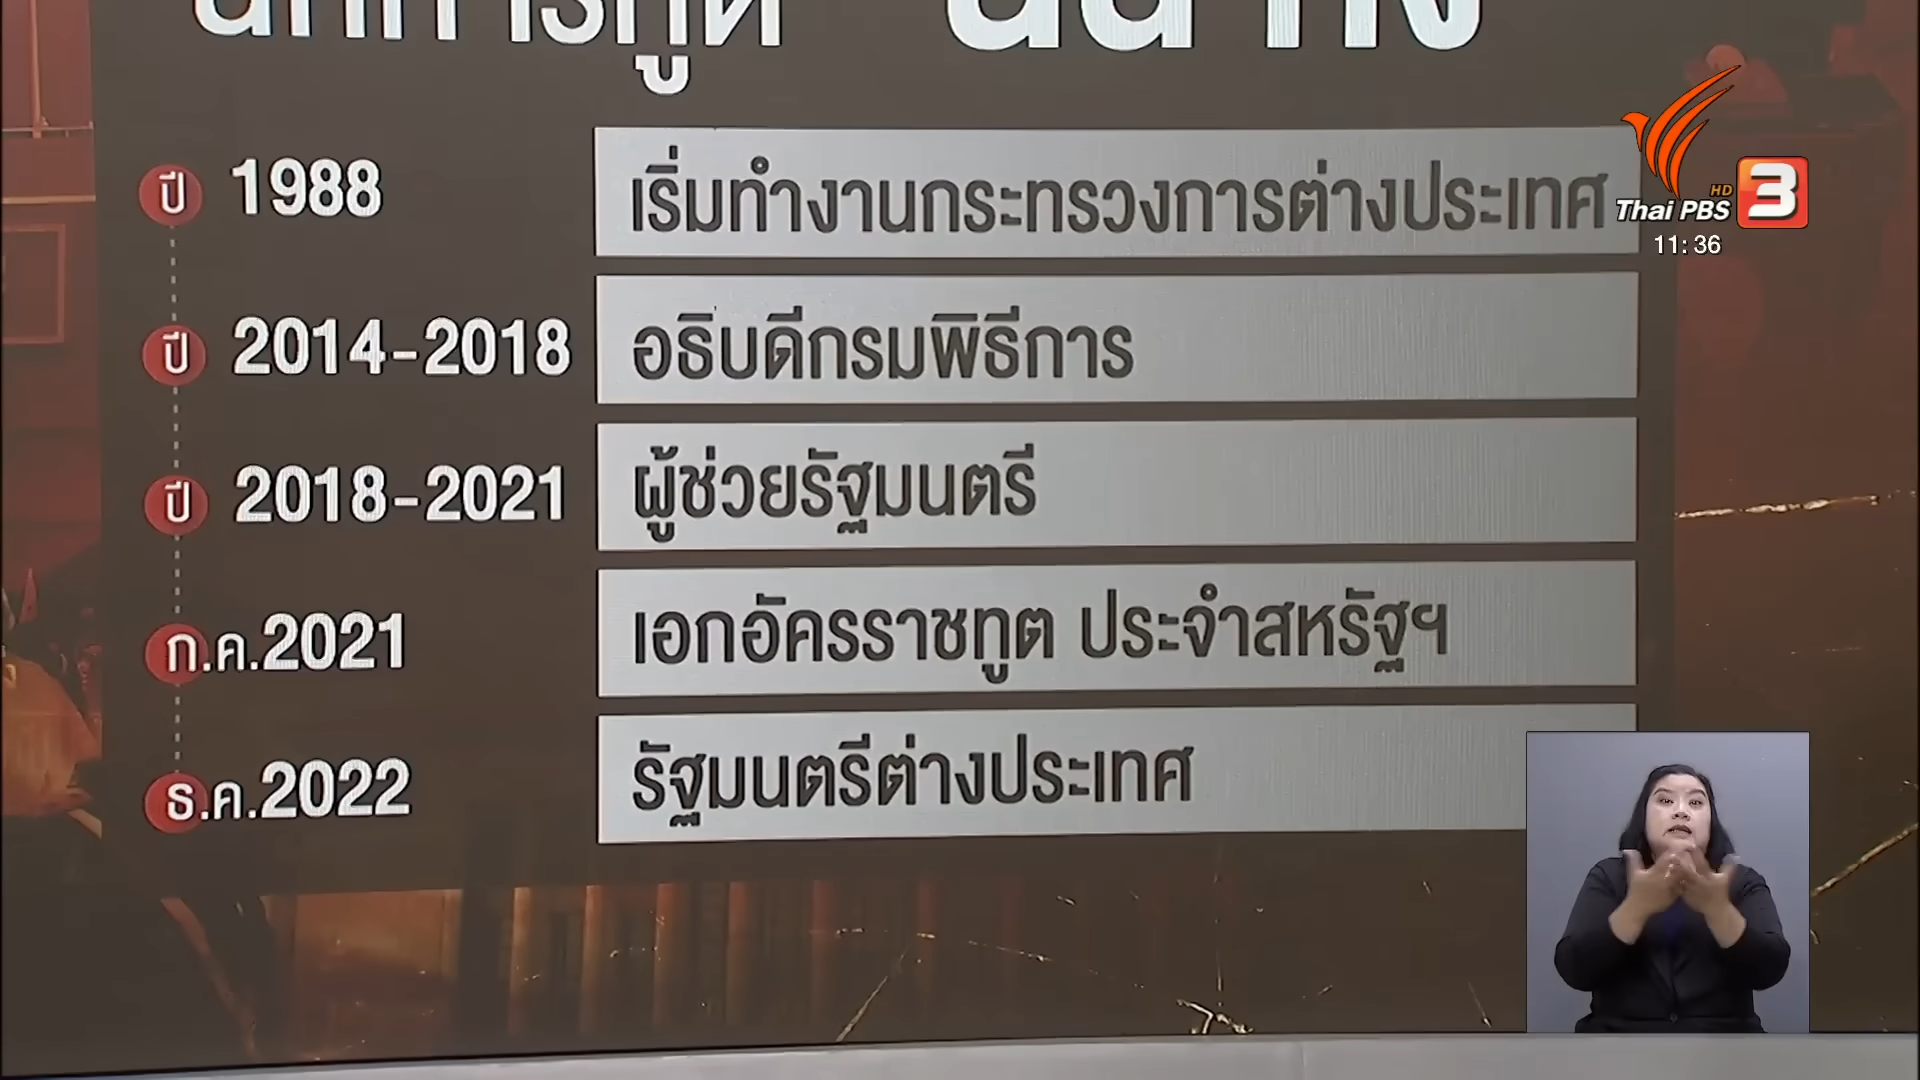 ปี 1988 เริ่มทำงานกระทรวงการต่างประเทศ
Thai PBS HD 3
11:36
ปี 2014-2018 อธิบดีกรมพิธีการ
ปี 2018-2021 ผู้ช่วยรัฐมนตรี
ก.ค.2021 เอกอัครราชทูต ประจำสหรัฐฯ
ธ.ค.2022 รัฐมนตรีต่างประเทศ